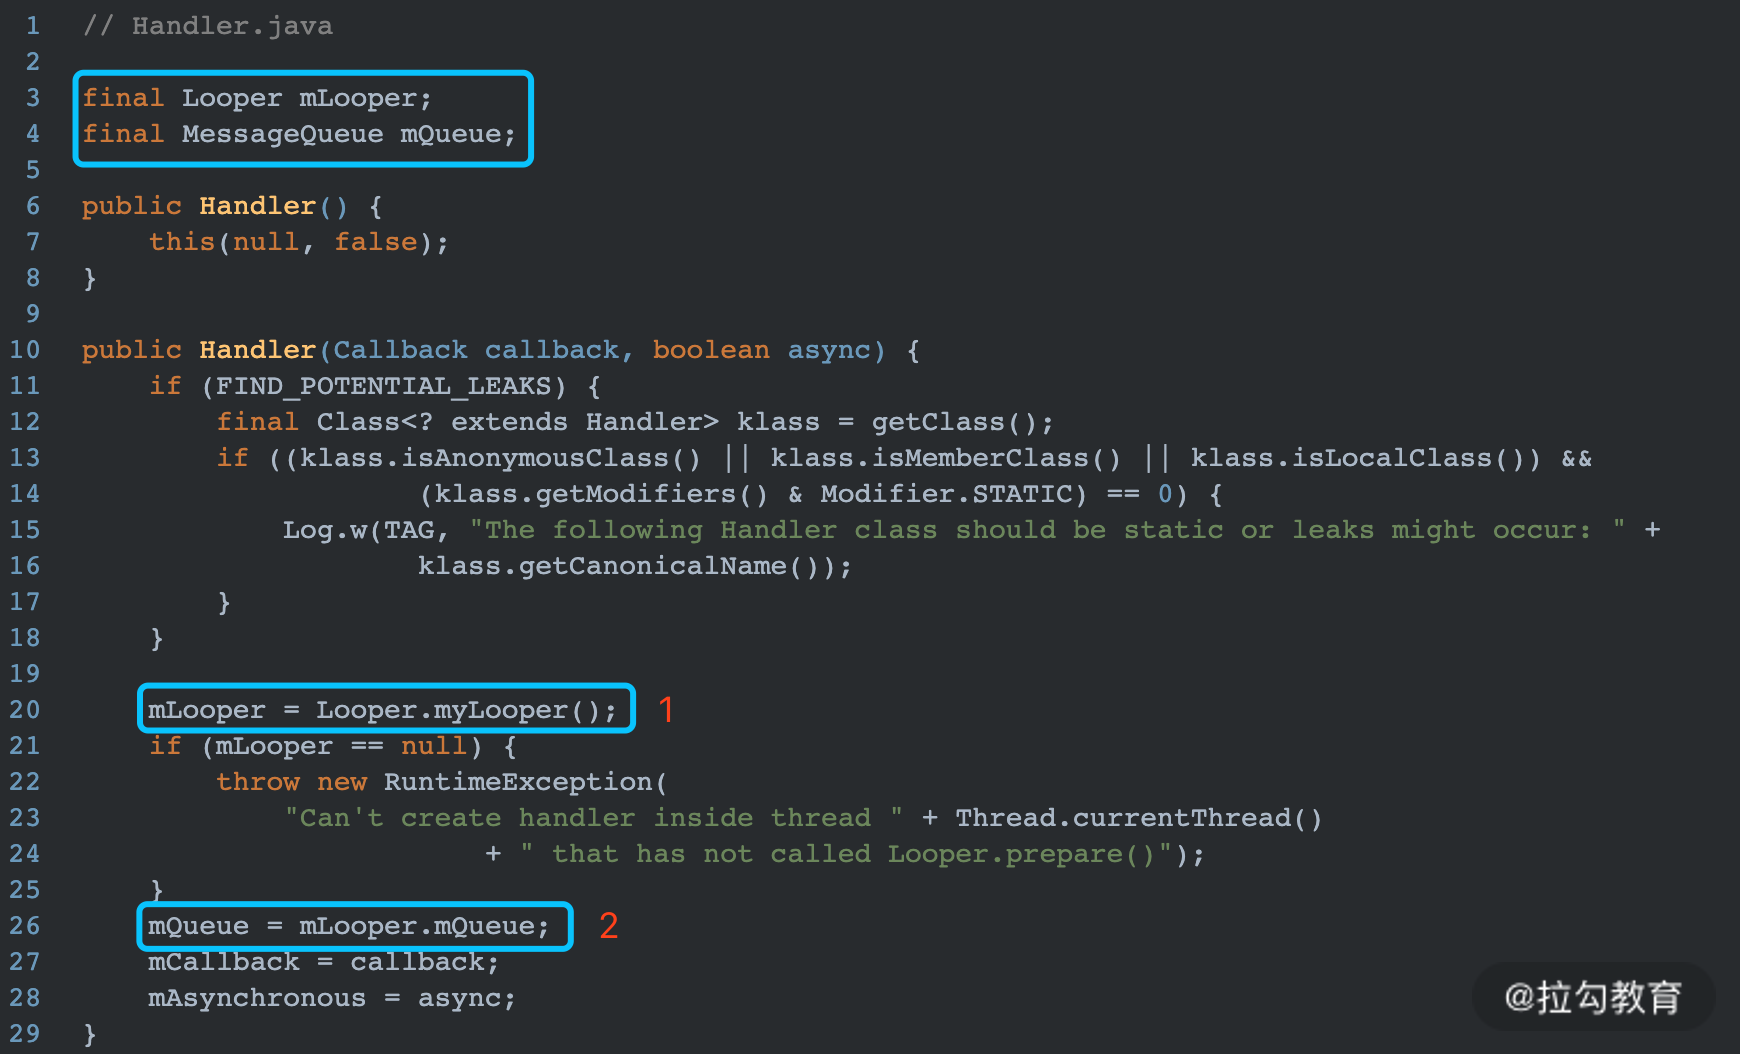 1 // Handler.java
2
3 final Looper mLooper;
4 final MessageQueue mQueue;
5
6 public Handler() {
7     this(null, false);
8 }
9
10 public Handler(Callback callback, boolean async) {
11     if (FIND_POTENTIAL_LEAKS) {
12         final Class<? extends Handler> klass = getClass();
13         if ((klass.isAnonymousClass() || klass.isMemberClass() || klass.isLocalClass()) &&
14                     (klass.getModifiers() & Modifier.STATIC) == 0) {
15             Log.w(TAG, "The following Handler class should be static or leaks might occur: " +
16                     klass.getCanonicalName());
17         }
18     }
19
20     mLooper = Looper.myLooper(); 1
21     if (mLooper == null) {
22         throw new RuntimeException(
23             "Can't create handler inside thread " + Thread.currentThread()
24                         + " that has not called Looper.prepare()");
25     }
26     mQueue = mLooper.mQueue; 2
27     mCallback = callback;
28     mAsynchronous = async;
29 }
@拉勾教育